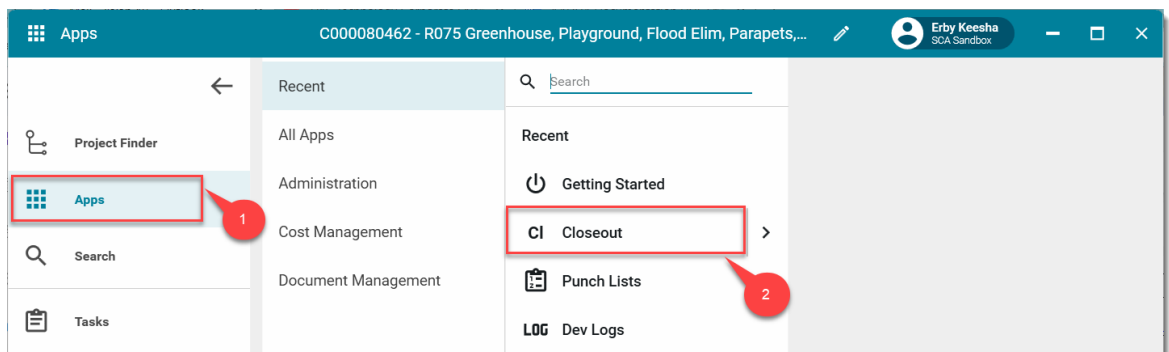 Apps
C000080462 - R075 Greenhouse, Playground, Flood Elim, Parapets,...
Erby Keesha
SCA Sandbox
Project Finder
Apps
1
Search
Tasks
Recent
All Apps
Administration
Cost Management
Document Management
Search
Recent
Getting Started
Cl Closeout
2
Punch Lists
LOG Dev Logs